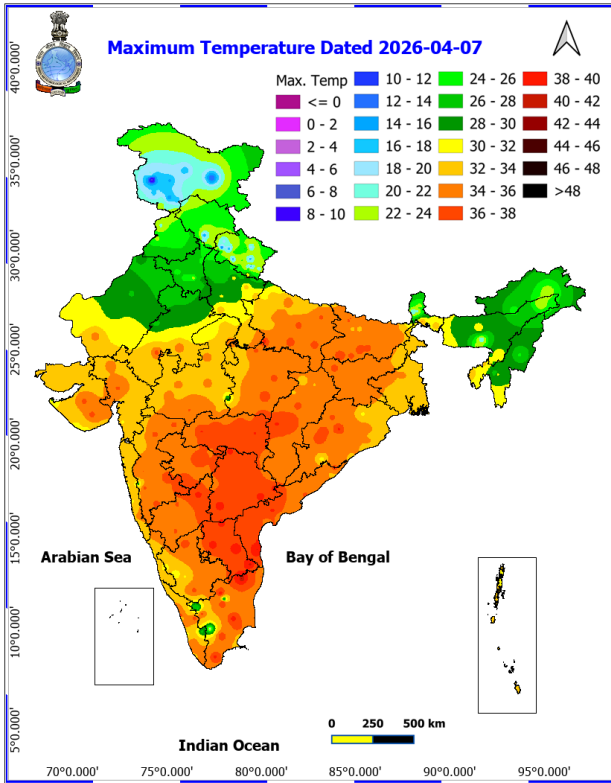 Maximum Temperature Dated 2026-04-07
Max. Temp
<= 0
0 - 2
2 - 4
4 - 6
6 - 8
8 - 10
10 - 12
12 - 14
14 - 16
16 - 18
18 - 20
20 - 22
22 - 24
24 - 26
26 - 28
28 - 30
30 - 32
32 - 34
34 - 36
36 - 38
38 - 40
40 - 42
42 - 44
44 - 46
46 - 48
>48
40°0.000'
35°0.000'
30°0.000'
25°0.000'
20°0.000'
15°0.000'
10°0.000'
5°0.000'
Arabian Sea
Bay of Bengal
Indian Ocean
0 250 500 km
70°0.000' 75°0.000' 80°0.000' 85°0.000' 90°0.000' 95°0.000'